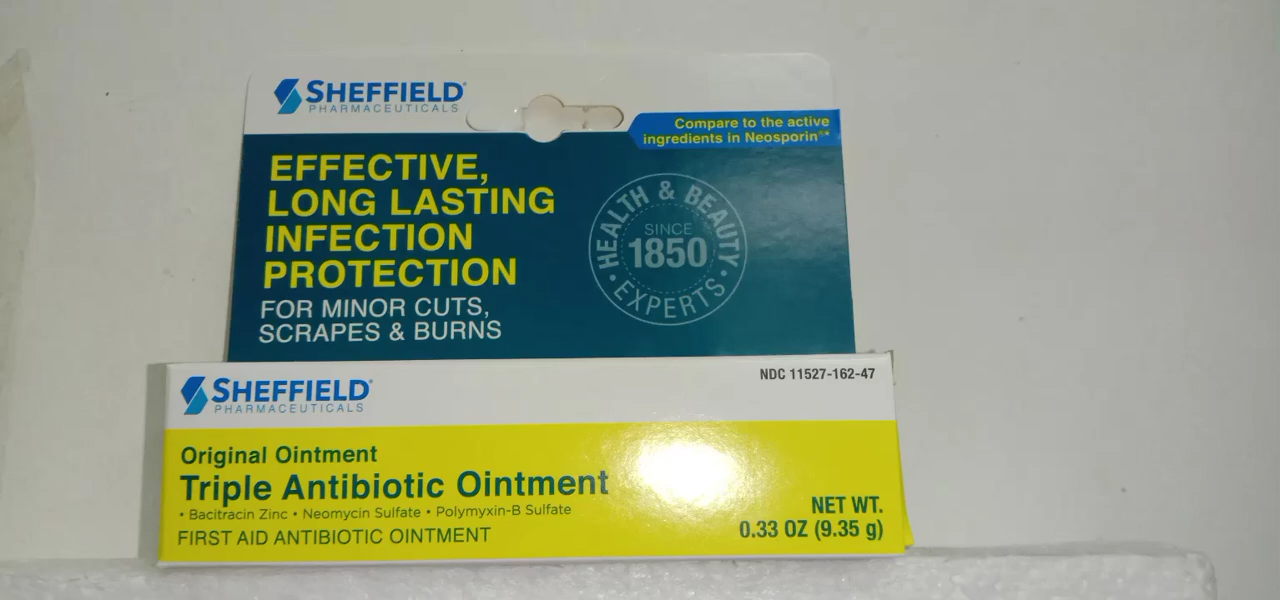 SHEFFIELD®
PHARMACEUTICALS
Compare to the active
ingredients in Neosporin®*
EFFECTIVE,
LONG LASTING
INFECTION
PROTECTION
FOR MINOR CUTS,
SCRAPES & BURNS
HEALTH & BEAUTY
SINCE
1850
• EXPERTS •
SHEFFIELD®
PHARMACEUTICALS
NDC 11527-162-47
Original Ointment
Triple Antibiotic Ointment
• Bacitracin Zinc • Neomycin Sulfate • Polymyxin-B Sulfate
FIRST AID ANTIBIOTIC OINTMENT
NET WT.
0.33 OZ (9.35 g)